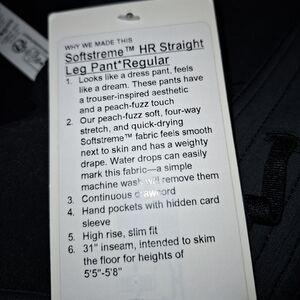 WHY WE MADE THIS
Softstreme™ HR Straight
Leg Pant*Regular
1. Looks like a dress pant, feels
like a dream. These pants have
a trouser-inspired aesthetic
and a peach-fuzz touch
2. Our peach-fuzz soft, four-way
stretch, and quick-drying
Softstreme™ fabric feels smooth
next to skin and has a weighty
drape. Water drops can easily
mark this fabric—a simple
machine wash will remove them
3. Continuous drawcord
4. Hand pockets with hidden card
sleeve
5. High rise, slim fit
6. 31" inseam, intended to skim
the floor for heights of
5'5"-5'8"